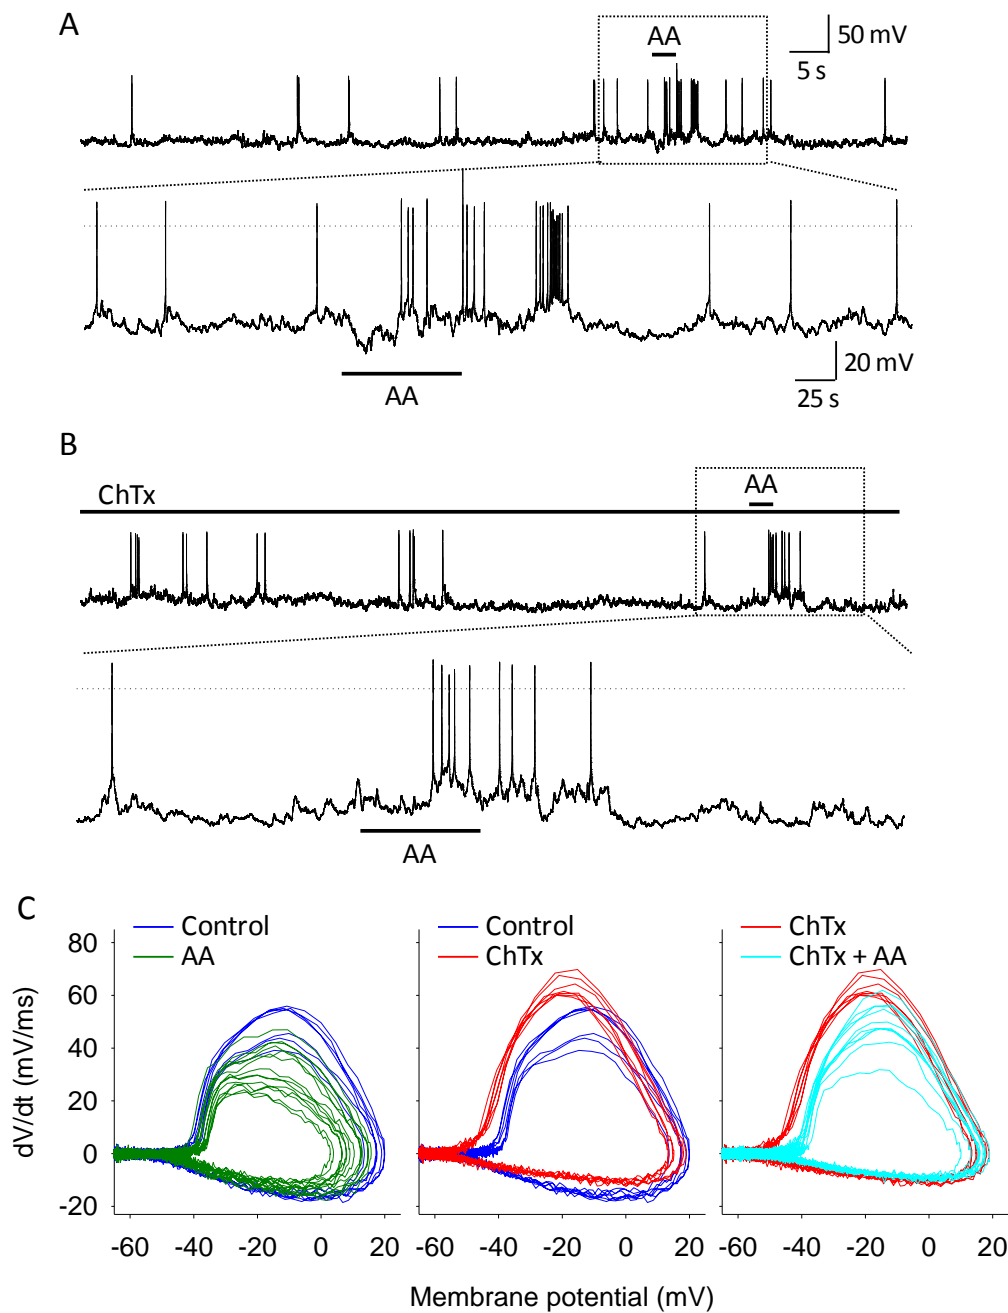 A
AA
50 mV
5 s
AA
20 mV
25 s
B
ChTx
AA
AA
C
Control
AA
Control
ChTx
ChTx
ChTx + AA
dV/dt (mV/ms)
80
60
40
20
0
-20
-60 -40 -20 0 20
-60 -40 -20 0 20
-60 -40 -20 0 20
Membrane potential (mV)